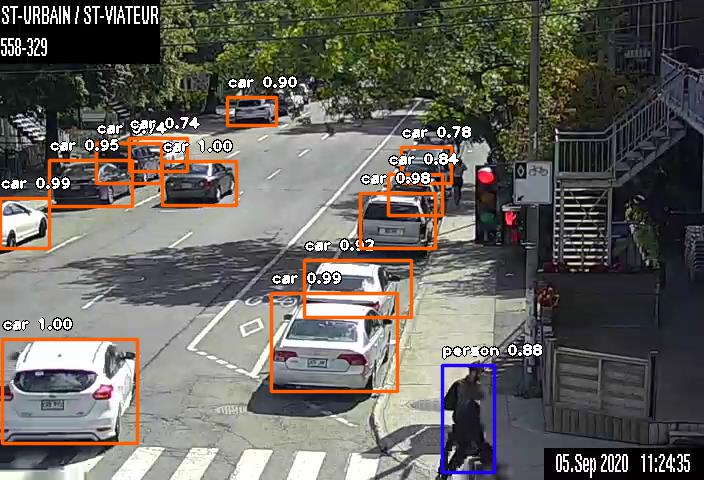 ST-URBAIN / ST-VIATEUR
558-329
car 0.90
car 0.74
car
car 0.95
car 1.00
car 0.78
car 0.84
car 0.98
car 0.99
car 0.92
car 0.99
car 1.00
person 0.88
05.Sep 2020 11:24:35